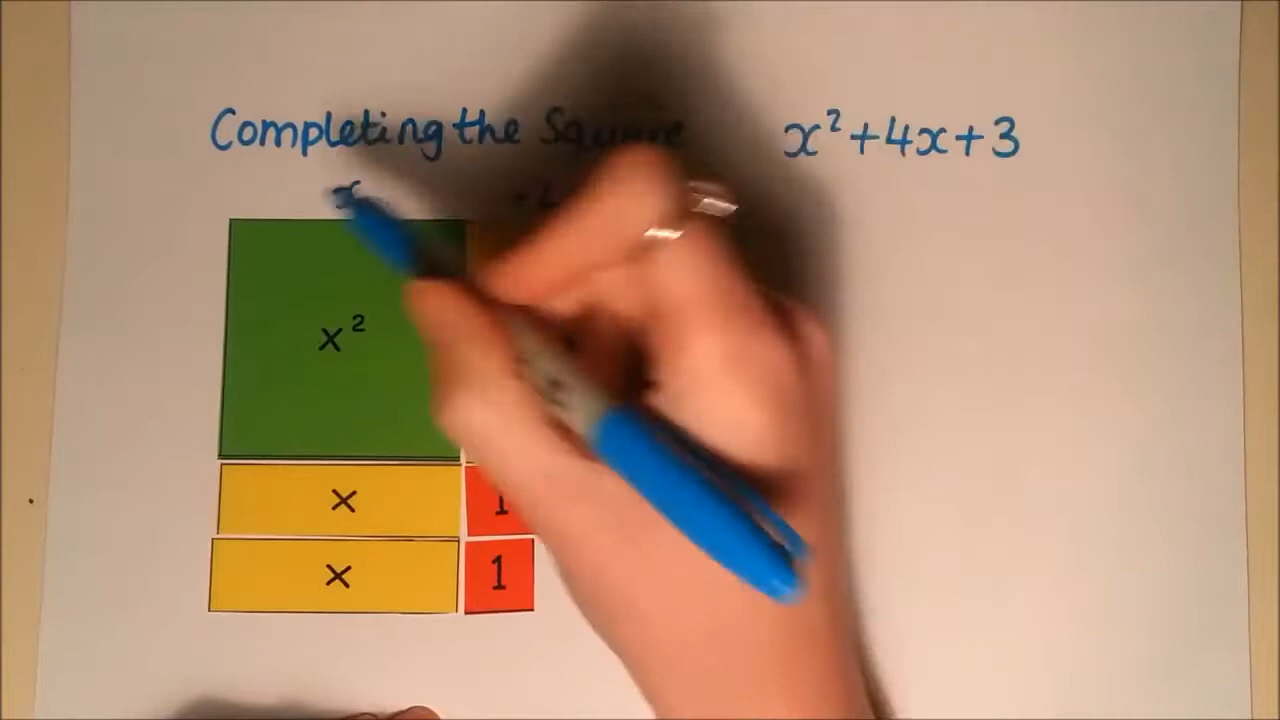 Completing the Square
x²+4x+3
x
x²
x 1
x 1